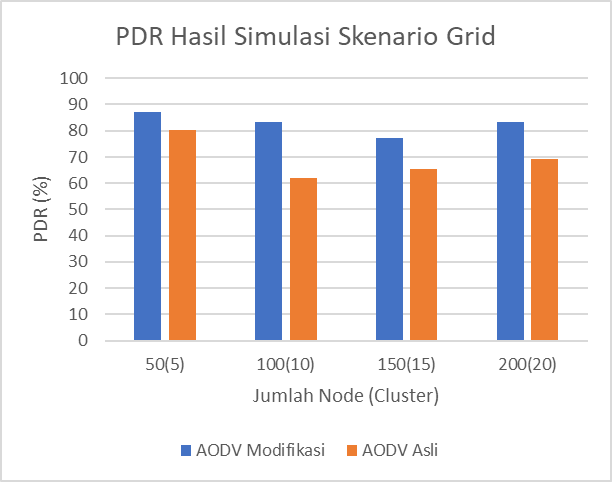 PDR Hasil Simulasi Skenario Grid
PDR (%)
100
90
80
70
60
50
40
30
20
10
0
50(5) 100(10) 150(15) 200(20)
Jumlah Node (Cluster)
AODV Modifikasi AODV Asli